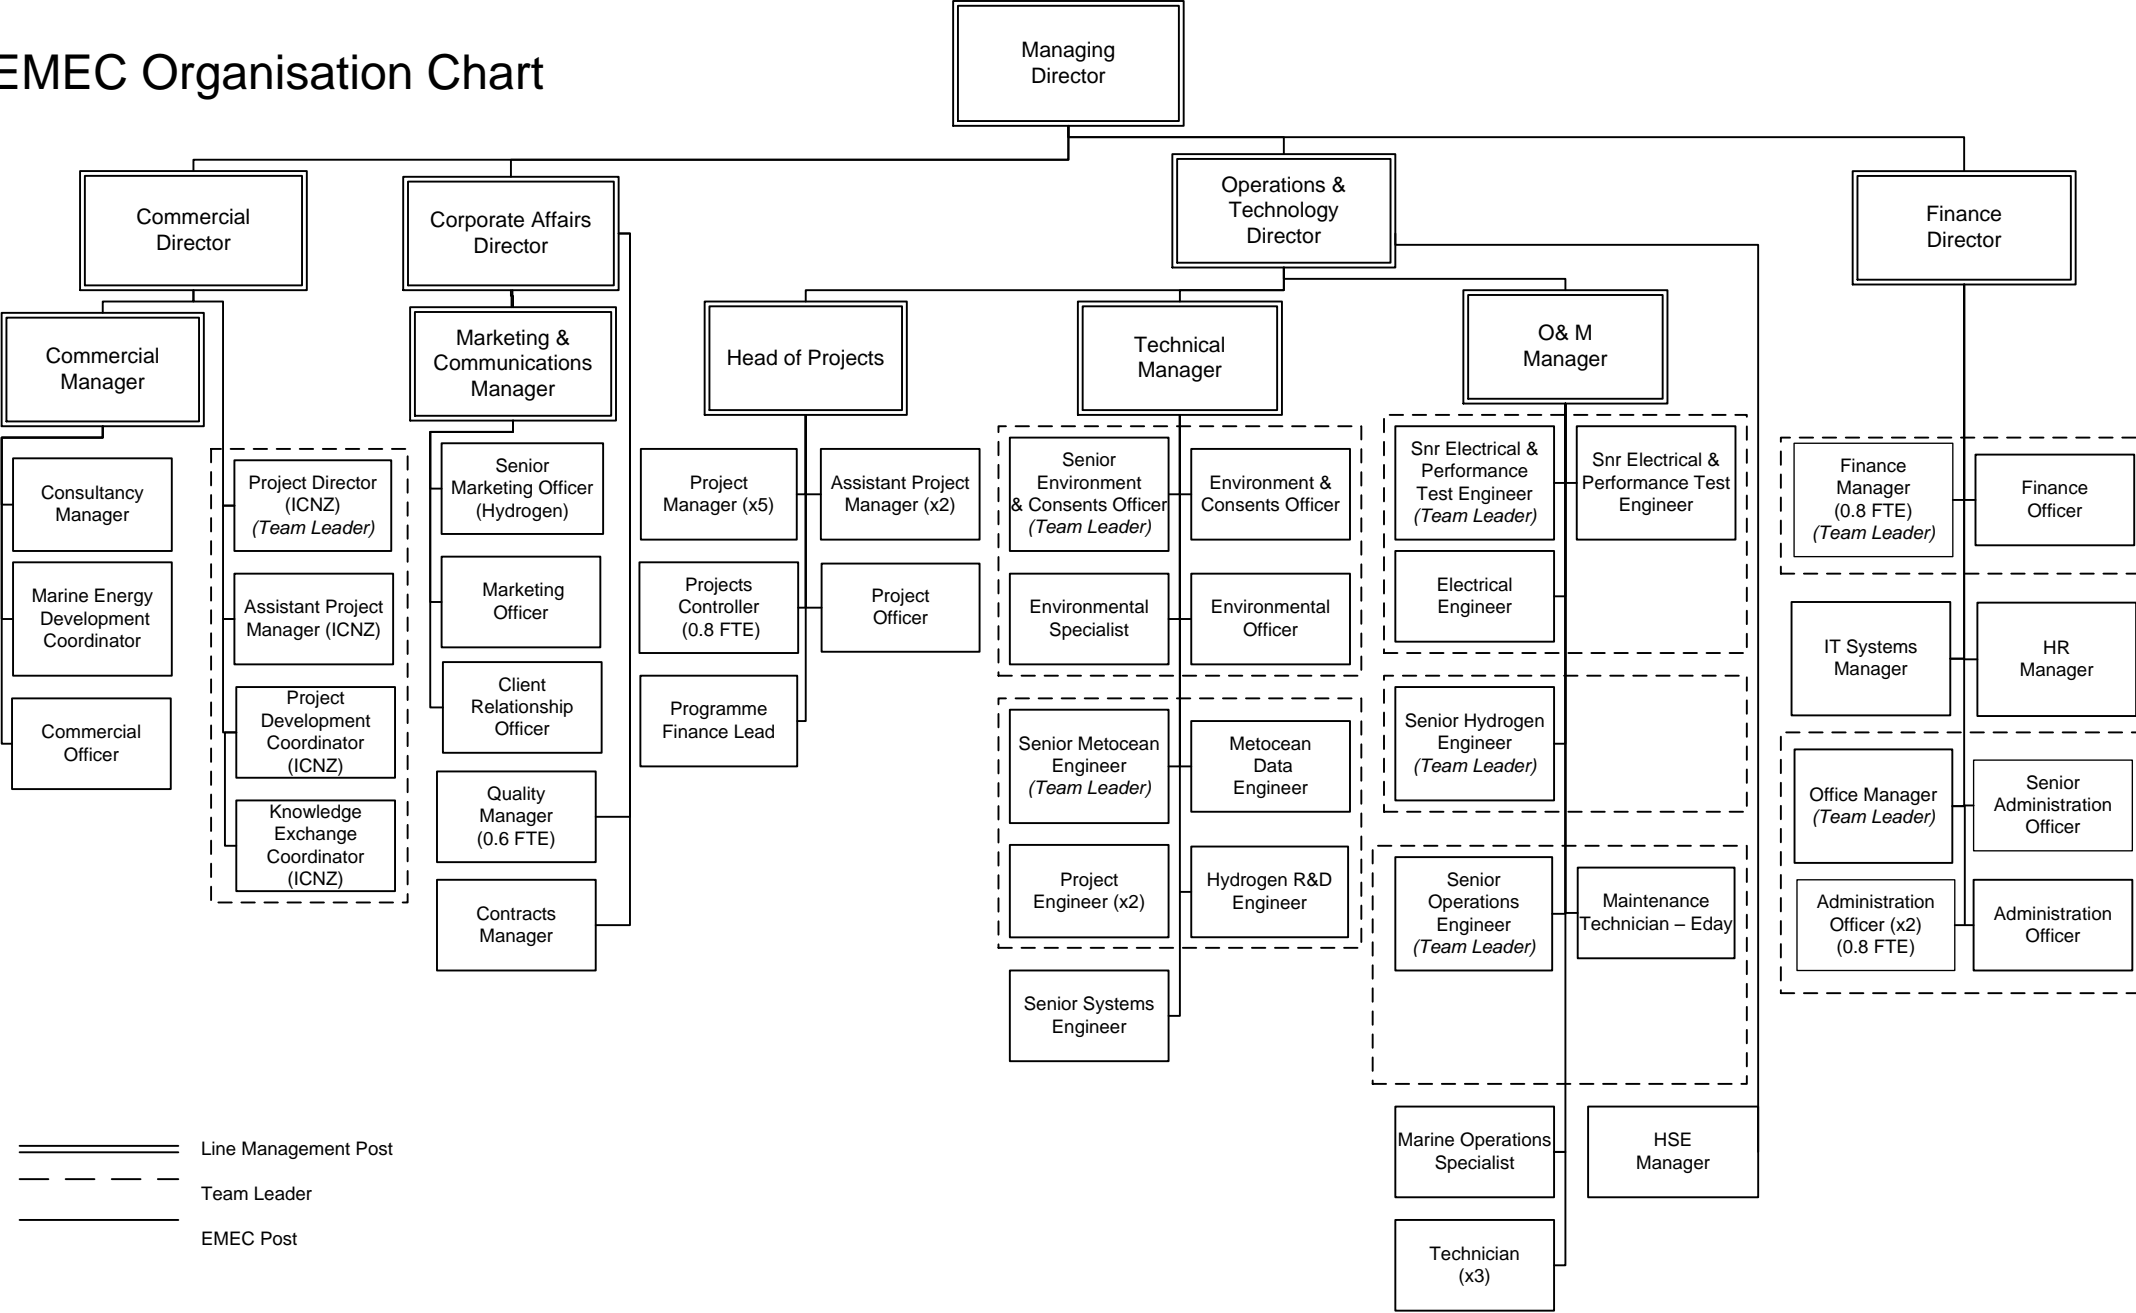 EMEC Organisation Chart
Managing
Director
Commercial
Director
Corporate Affairs
Director
Operations &
Technology
Director
Finance
Director
Commercial
Manager
Marketing &
Communications
Manager
Head of Projects
Technical
Manager
O& M
Manager
Consultancy
Manager
Marine Energy
Development
Coordinator
Commercial
Officer
Project Director
(ICNZ)
(Team Leader)
Assistant Project
Manager (ICNZ)
Project
Development
Coordinator
(ICNZ)
Knowledge
Exchange
Coordinator
(ICNZ)
Senior
Marketing Officer
(Hydrogen)
Marketing
Officer
Client
Relationship
Officer
Quality
Manager
(0.6 FTE)
Contracts
Manager
Project
Manager (x5)
Assistant Project
Manager (x2)
Projects
Controller
(0.8 FTE)
Project
Officer
Programme
Finance Lead
Senior
Environment
& Consents Officer
(Team Leader)
Environment &
Consents Officer
Environmental
Specialist
Environmental
Officer
Senior Metocean
Engineer
(Team Leader)
Metocean
Data
Engineer
Project
Engineer (x2)
Hydrogen R&D
Engineer
Senior Systems
Engineer
Snr Electrical &
Performance
Test Engineer
(Team Leader)
Snr Electrical &
Performance Test
Engineer
Electrical
Engineer
Senior Hydrogen
Engineer
(Team Leader)
Senior
Operations
Engineer
(Team Leader)
Maintenance
Technician – Eday
Marine Operations
Specialist
HSE
Manager
Technician
(x3)
Finance
Manager
(0.8 FTE)
(Team Leader)
Finance
Officer
IT Systems
Manager
HR
Manager
Office Manager
(Team Leader)
Senior
Administration
Officer
Administration
Officer (x2)
(0.8 FTE)
Administration
Officer
Line Management Post
Team Leader
EMEC Post